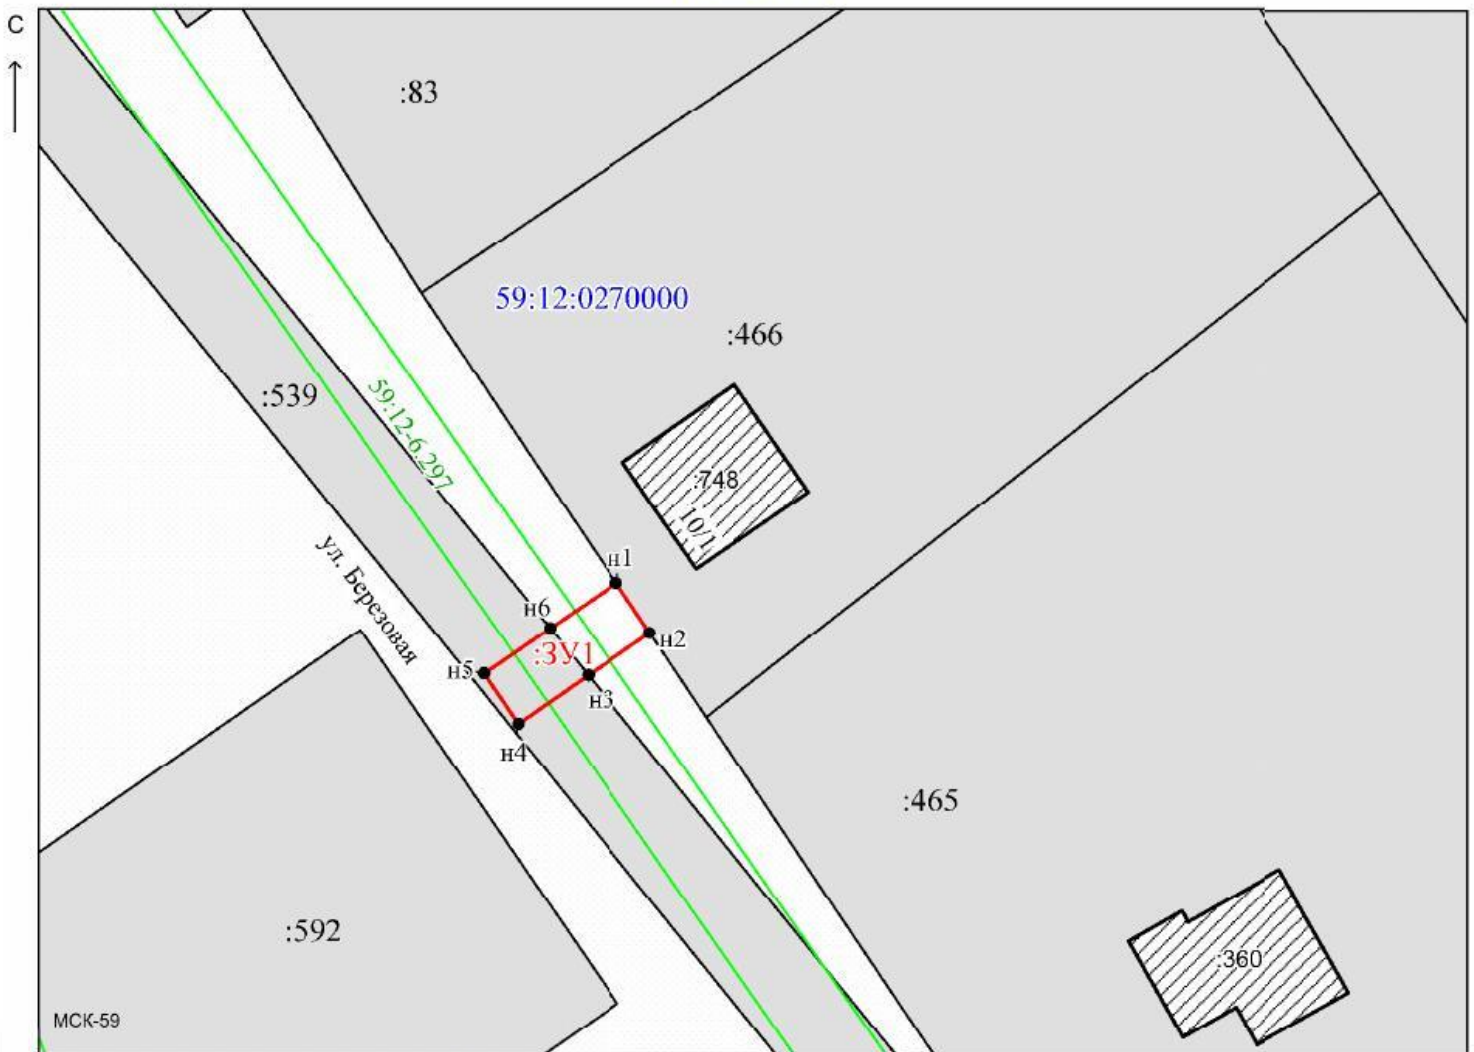 С
:83
59:12:0270000
:466
:539
59:12-6.297
:748
10/1
ул. Березовая
н1
н6
н2
:ЗУ1
н5
н3
н4
:465
:592
:360
МСК-59